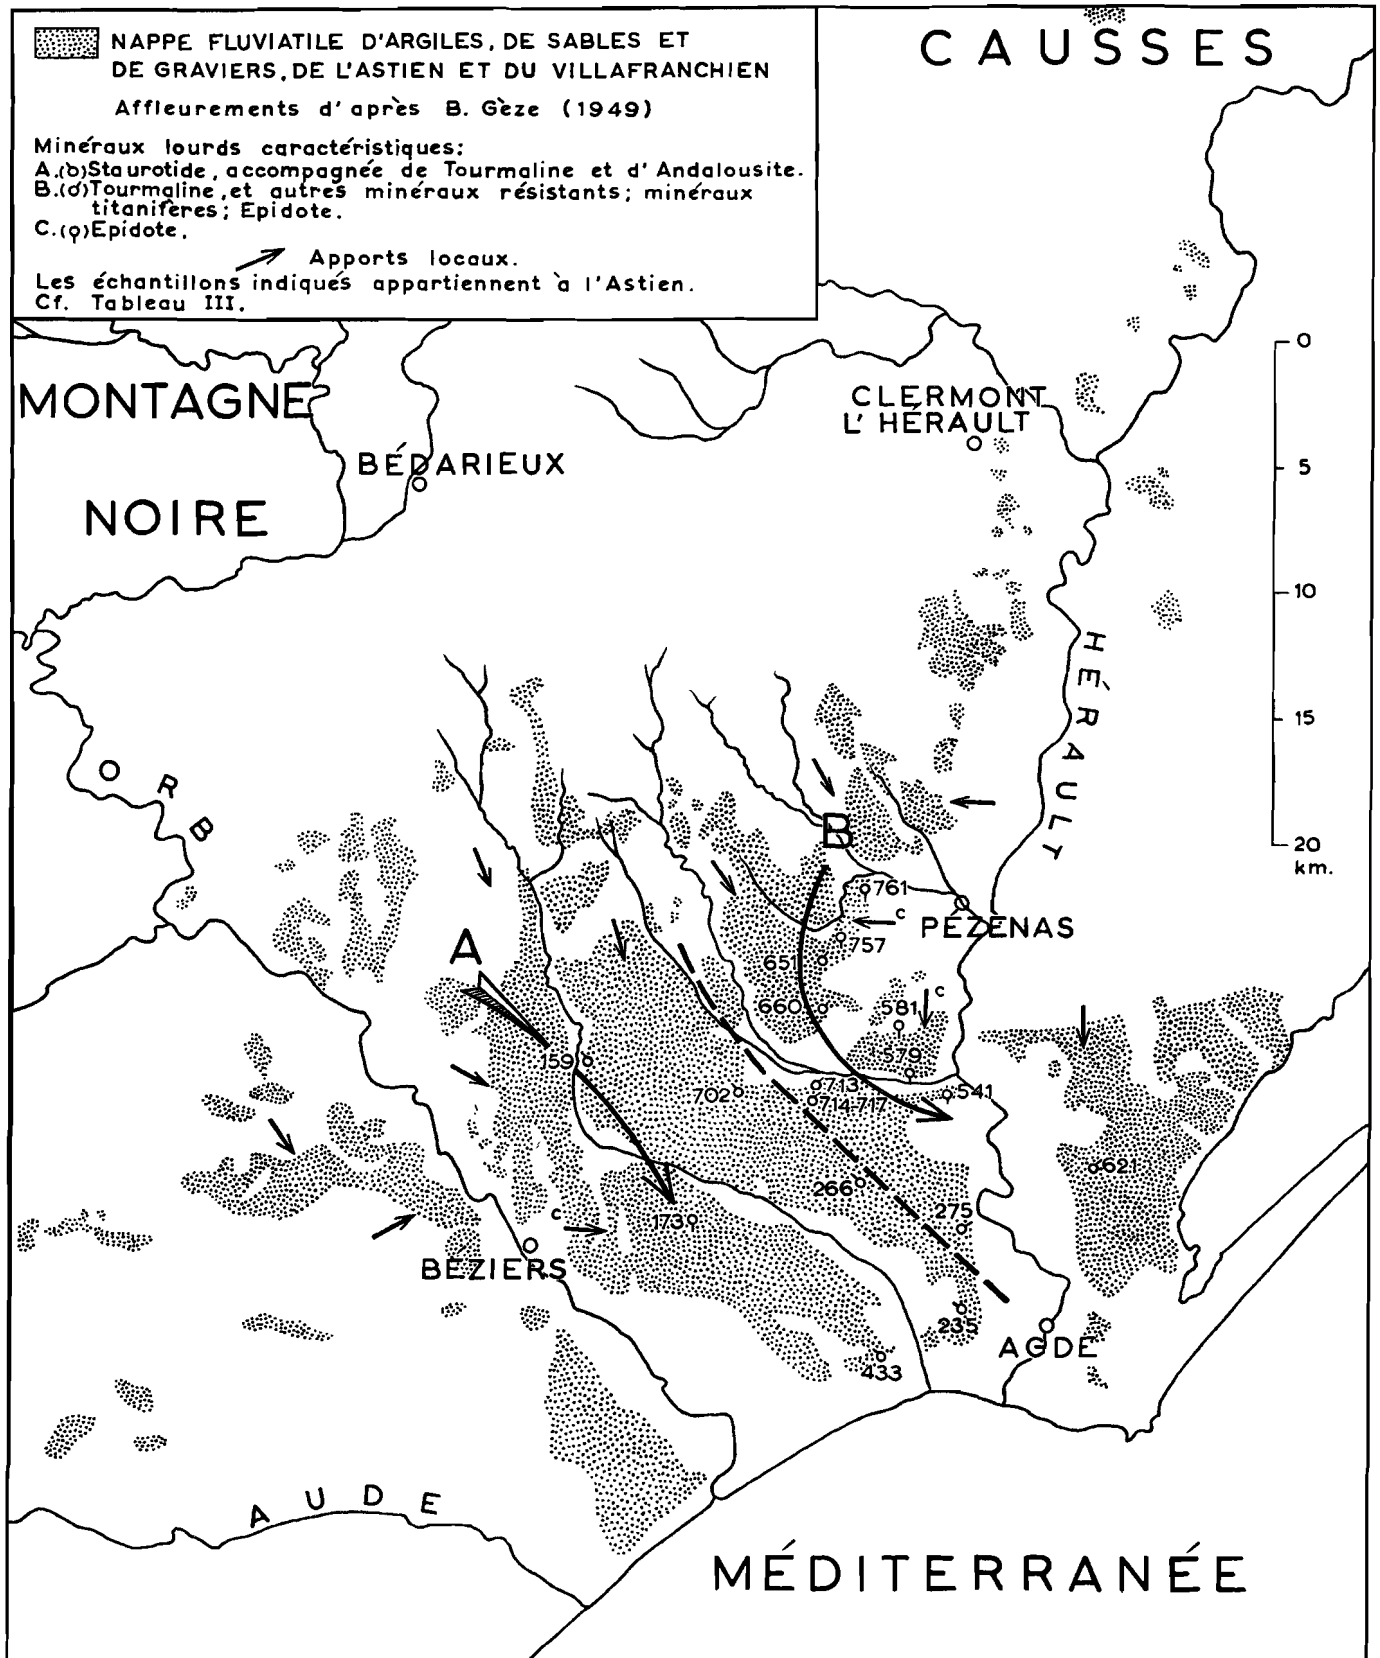 NAPPE FLUVIATILE D'ARGILES, DE SABLES ET
DE GRAVIERS, DE L'ASTIEN ET DU VILLAFRANCHIEN
Affleurements d'après B. Gèze (1949)
Minéraux lourds caractéristiques:
A.(ბ)Staurotide, accompagnée de Tourmaline et d'Andalousite.
B.(ơ)Tourmaline, et autres minéraux résistants; minéraux
titanifères; Epidote.
C.(ϙ)Epidote.
Apports locaux.
Les échantillons indiqués appartiennent à l'Astien.
Cf. Tableau III.
CAUSSES
MONTAGNE
NOIRE
BÉDARIEUX
CLERMONT
L'HÉRAULT
0
5
10
15
20
km.
HÉRAULT
ORB
B
761
c
PÉZENAS
757
651
A
660
581
c
579
159
702
713
714-717
541
621
266
275
173
c
BÉZIERS
235
AGDE
433
AUDE
MÉDITERRANÉE